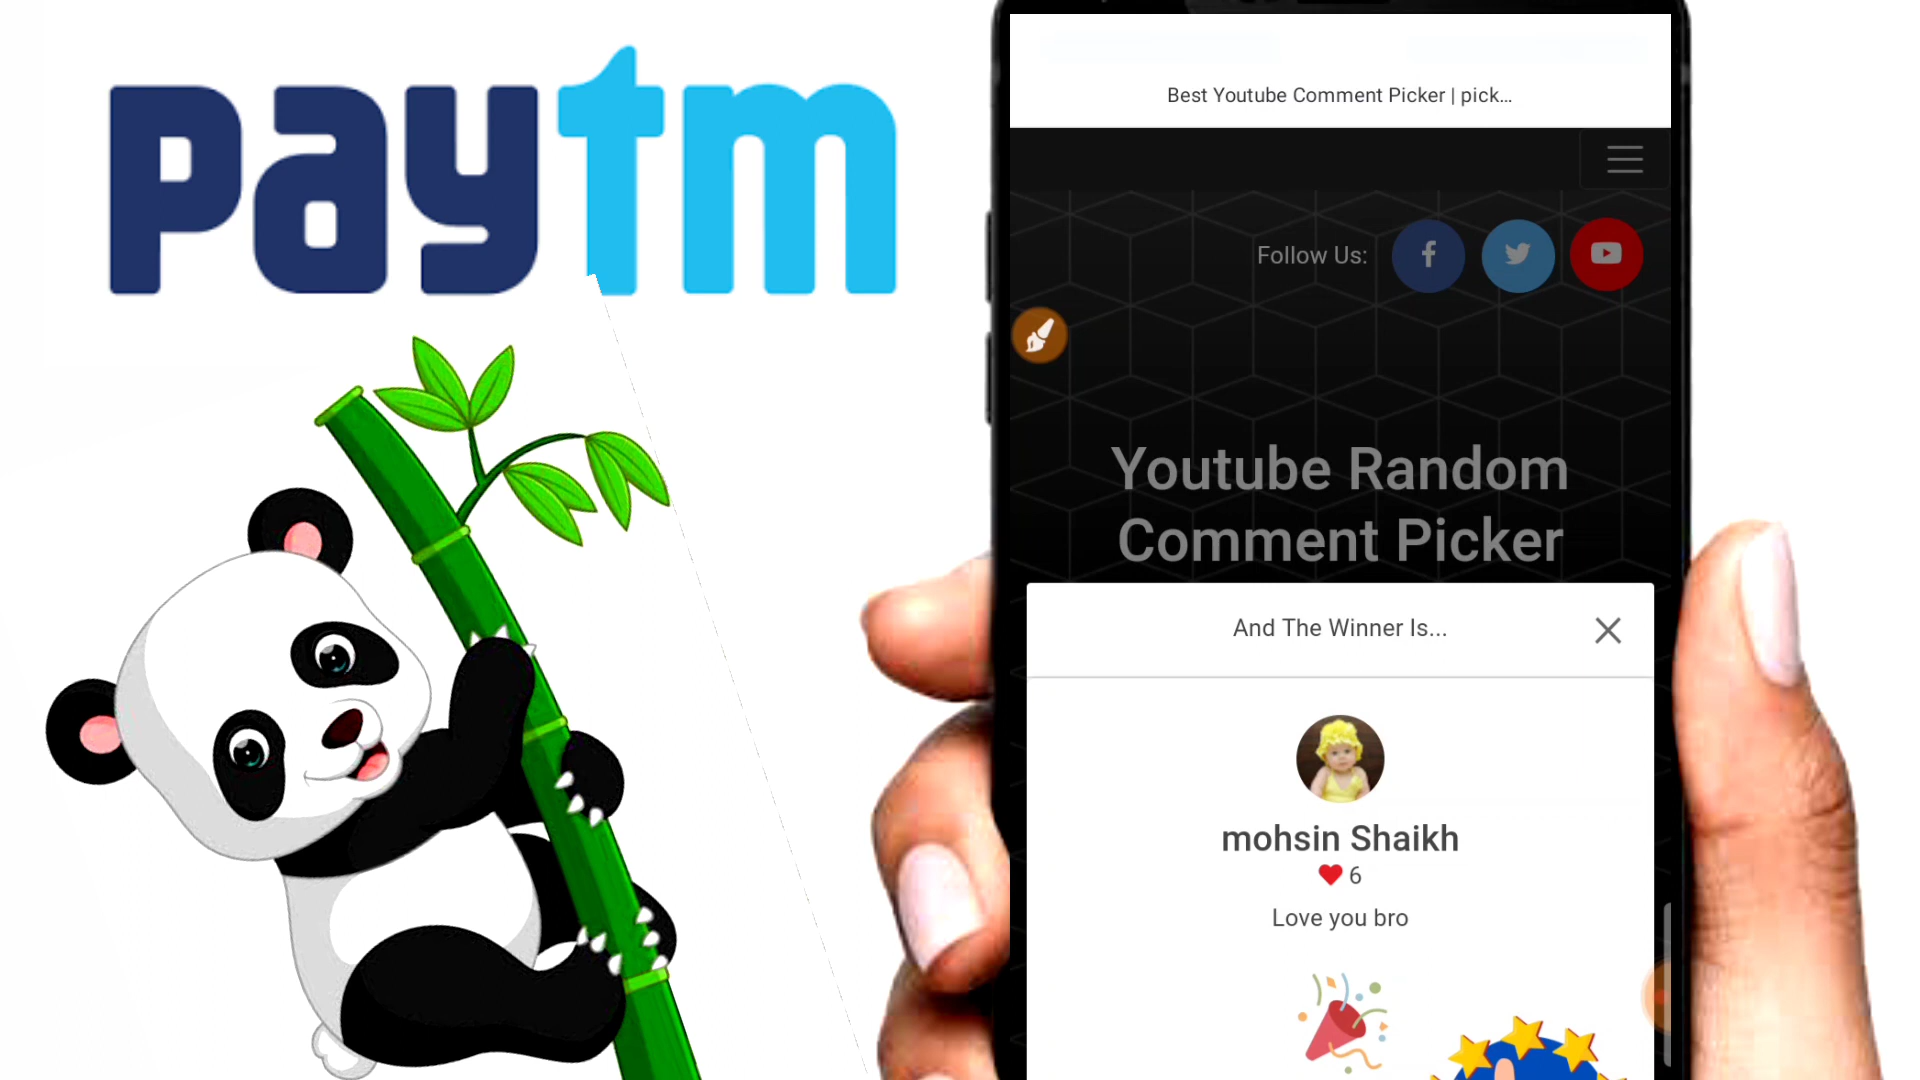 paytm
Best Youtube Comment Picker | pick...
Follow Us:
Youtube Random
Comment Picker
And The Winner Is...
mohsin Shaikh
6
Love you bro